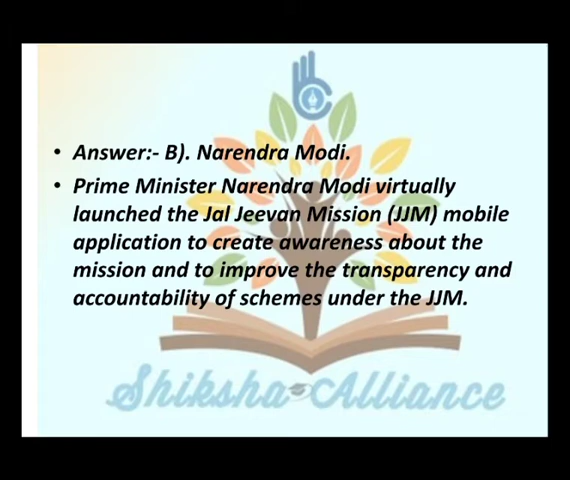 • Answer:- B). Narendra Modi.
• Prime Minister Narendra Modi virtually
launched the Jal Jeevan Mission (JJM) mobile
application to create awareness about the
mission and to improve the transparency and
accountability of schemes under the JJM.
Shiksha Alliance